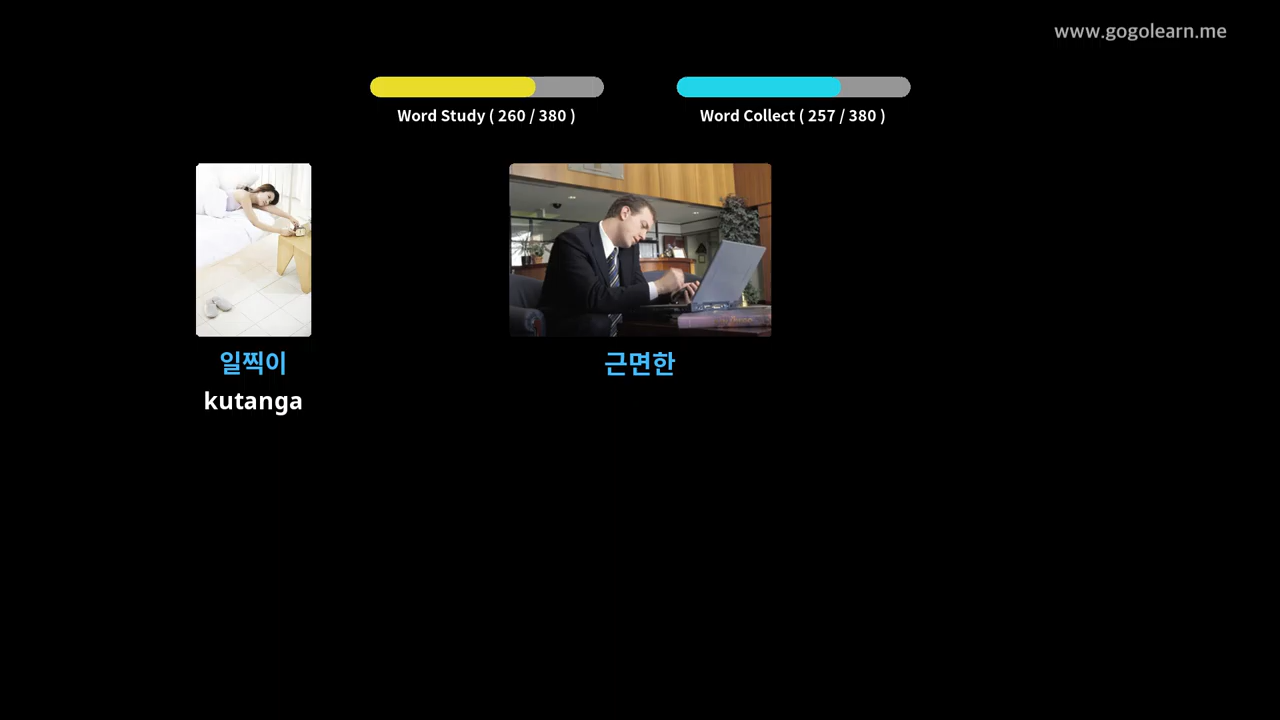 www.gogolearn.me
Word Study ( 260 / 380 )
Word Collect ( 257 / 380 )
일찍이
kutanga
근면한